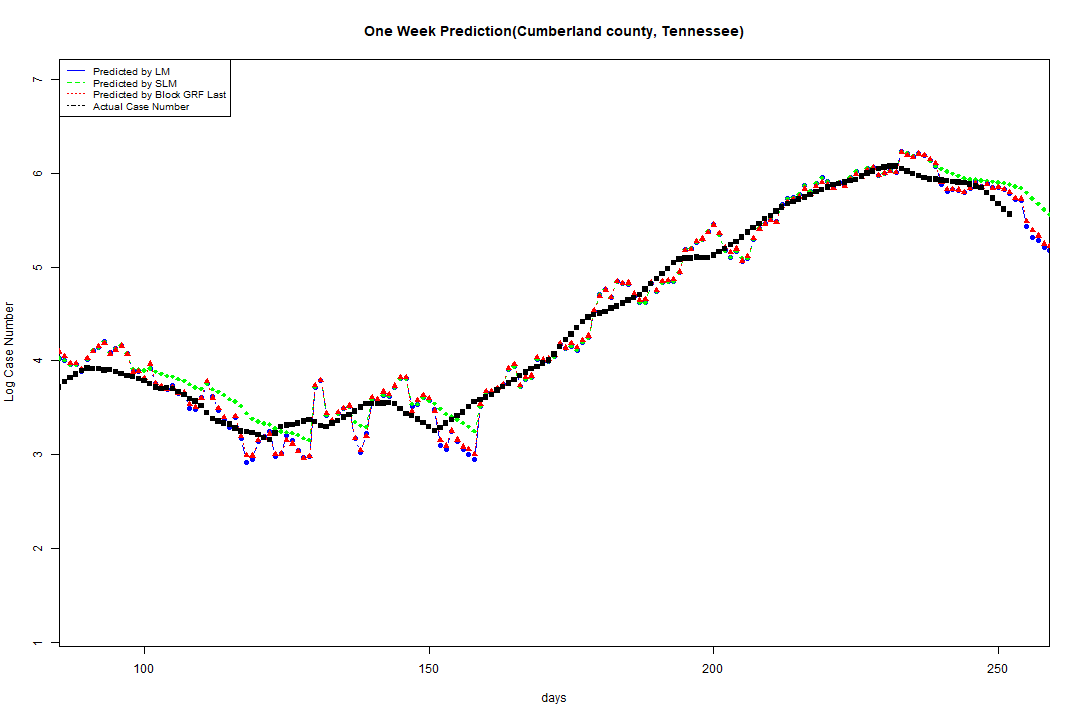 One Week Prediction(Cumberland county, Tennessee)
Predicted by LM
Predicted by SLM
Predicted by Block GRF Last
Actual Case Number
Log Case Number
7
6
5
4
3
2
1
100 150 200 250
days